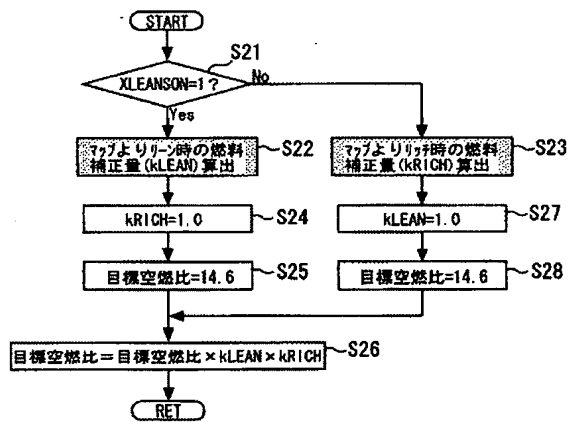 START
S21
XLEANSON=1?
No
Yes
マップよりリーン時の燃料
補正量(kLEAN)算出
S22
マップよりリッチ時の燃料
補正量(kRICH)算出
S23
kRICH=1.0
S24
kLEAN=1.0
S27
目標空燃比=14.6
S25
目標空燃比=14.6
S28
目標空燃比=目標空燃比×kLEAN×kRICH
S26
RET